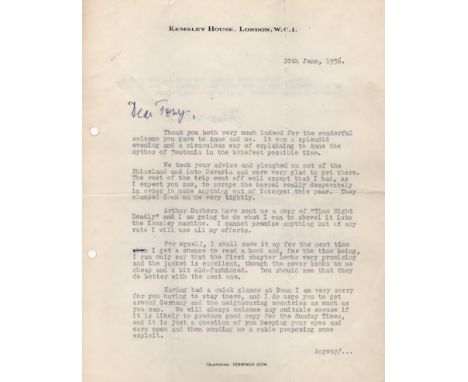 KEMSLEY HOUSE, LONDON, W.C.1.
20th June, 1956.
Dear Tony,
Thank you both very much indeed for the wonderful
welcome you gave to Anne and me. It was a splendid
evening and a miraculous way of explaining to Anne the
mythos of Teutonia in the briefest possible time.
We took your advice and ploughed on out of the
Rhineland and into Bavaria and were very glad to get there.
The rest of the trip went off well except that I had, as
I expect you saw, to scrape the barrel really desperately
in order to make anything out of interpol this year. They
clamped down on me very tightly.
Arthur Barkers have sent me a copy of "Time Right
Deadly" and I am going to do what I can to shovel it into
the Kemsley machine. I cannot promise anything but at any
rate I will use all my efforts.
For myself, I shall save it up for the next time
I get a chance to read a book and, for the time being,
I can only say that the first chapter looks very promising
and the jacket is excellent, though the cover looks to me
cheap and a bit old-fashioned. You should see that they
do better with the next one.
Having had a quick glance at Bonn I am very sorry
for you having to stay there, and I do urge you to get
around Germany and the neighbouring countries as much as
you can. We will always welcome any suitable excuse if
it is likely to produce good copy for the Sunday Times,
and it is just a question of you keeping your eyes and
ears open and then sending me a cable proposing some
exploit.
Anyway/...
TELEPHONE: TERMINUS 1234.